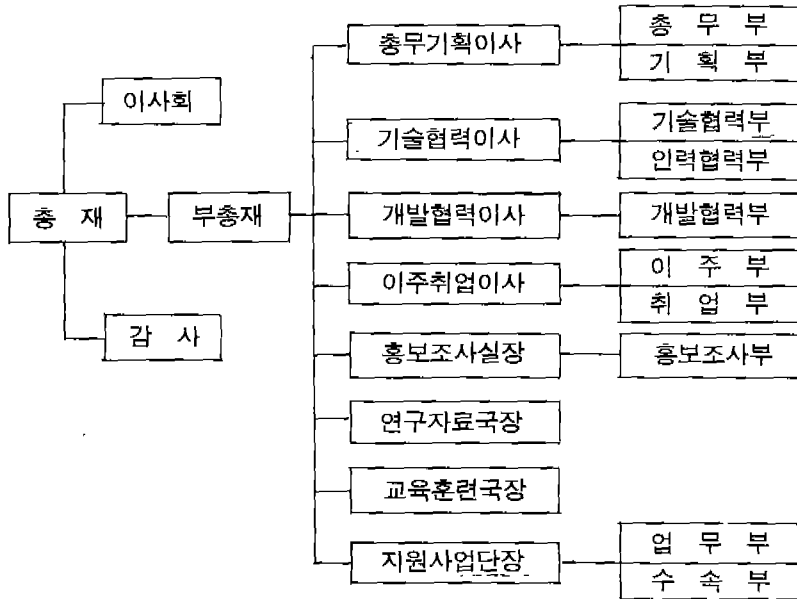 총 재
이사회
감 사
부총재
총무기획이사
총 무 부
기 획 부
기술협력이사
기술협력부
인력협력부
개발협력이사
개발협력부
이주취업이사
이 주 부
취 업 부
홍보조사실장
홍보조사부
연구자료국장
교육훈련국장
지원사업단장
업 무 부
수 속 부